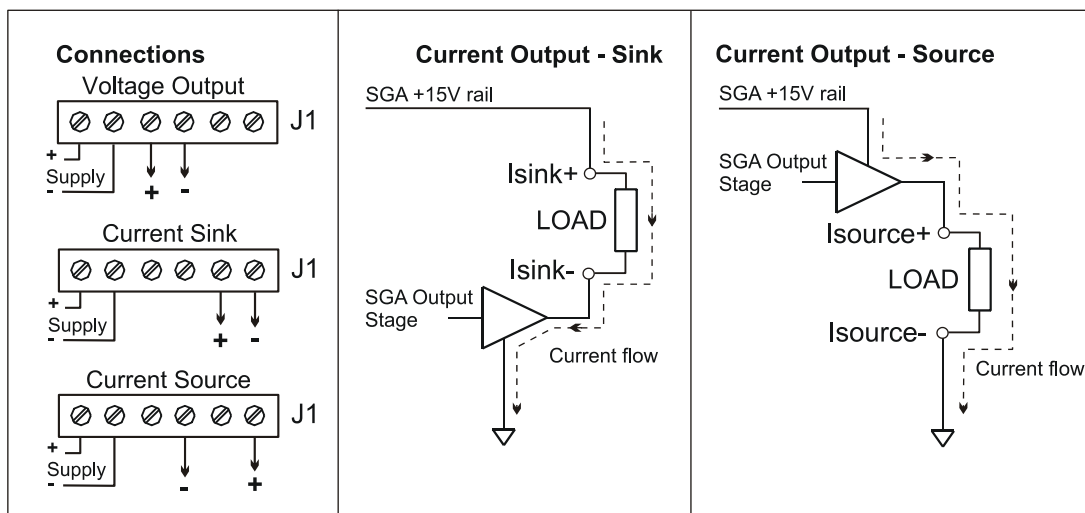 Connections
Voltage Output
J1
+
Supply
-
+ -
Current Sink
J1
+
Supply
-
+ -
Current Source
J1
+
Supply
-
- +
Current Output - Sink
SGA +15V rail
Isink+
LOAD
Isink-
SGA Output
Stage
Current flow
Current Output - Source
SGA +15V rail
SGA Output
Stage
Isource+
LOAD
Isource-
Current flow